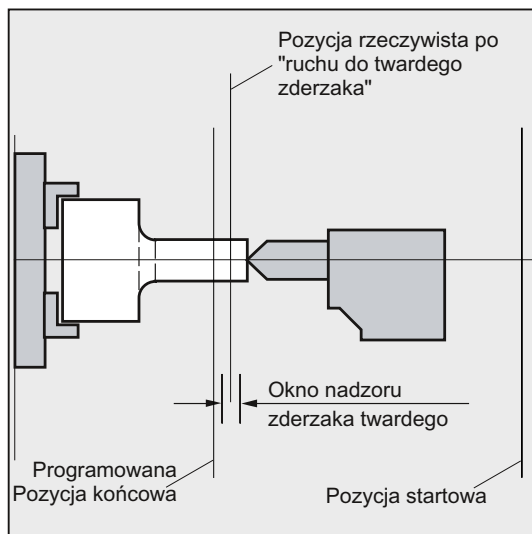 Pozycja rzeczywista po
"ruchu do twardego
zderzaka"
Okno nadzoru
zderzaka twardego
Programowana
Pozycja końcowa
Pozycja startowa